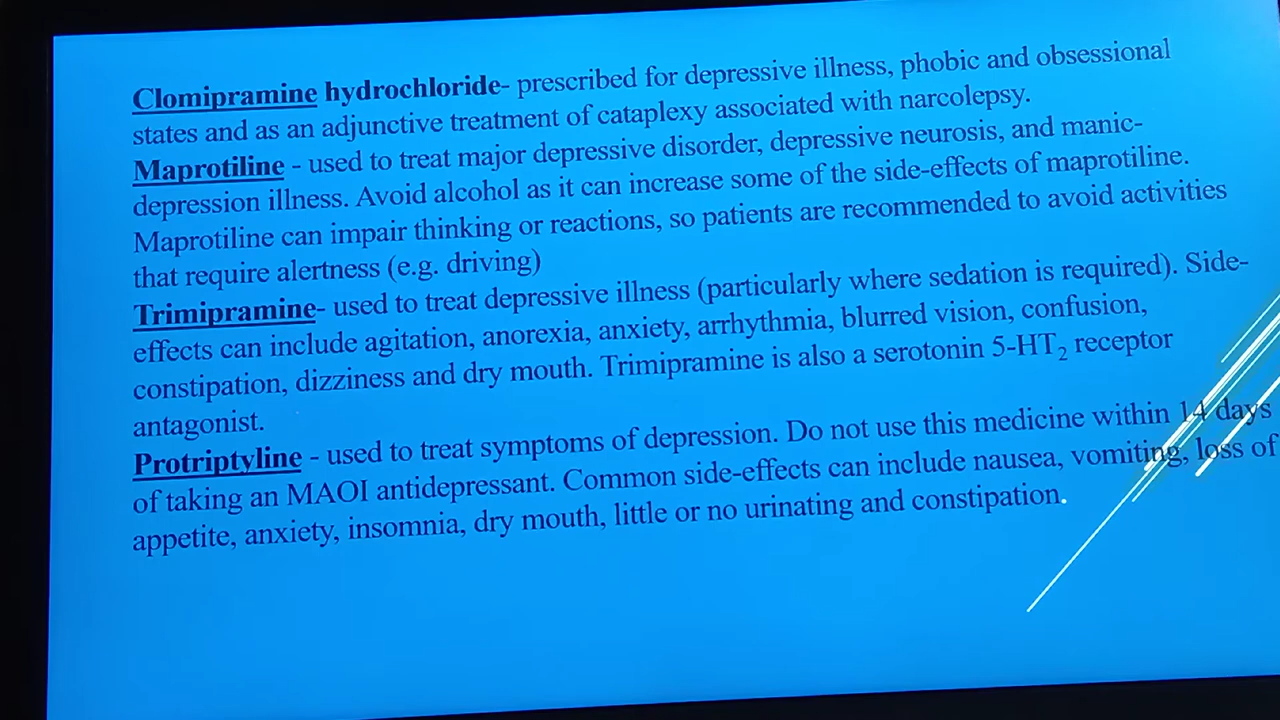 Clomipramine hydrochloride- prescribed for depressive illness, phobic and obsessional
states and as an adjunctive treatment of cataplexy associated with narcolepsy.
Maprotiline - used to treat major depressive disorder, depressive neurosis, and manic-
depression illness. Avoid alcohol as it can increase some of the side-effects of maprotiline.
Maprotiline can impair thinking or reactions, so patients are recommended to avoid activities
that require alertness (e.g. driving)
Trimipramine- used to treat depressive illness (particularly where sedation is required). Side-
effects can include agitation, anorexia, anxiety, arrhythmia, blurred vision, confusion,
constipation, dizziness and dry mouth. Trimipramine is also a serotonin 5-HT₂ receptor
antagonist.
Protriptyline - used to treat symptoms of depression. Do not use this medicine within 14 days
of taking an MAOI antidepressant. Common side-effects can include nausea, vomiting, loss of
appetite, anxiety, insomnia, dry mouth, little or no urinating and constipation.